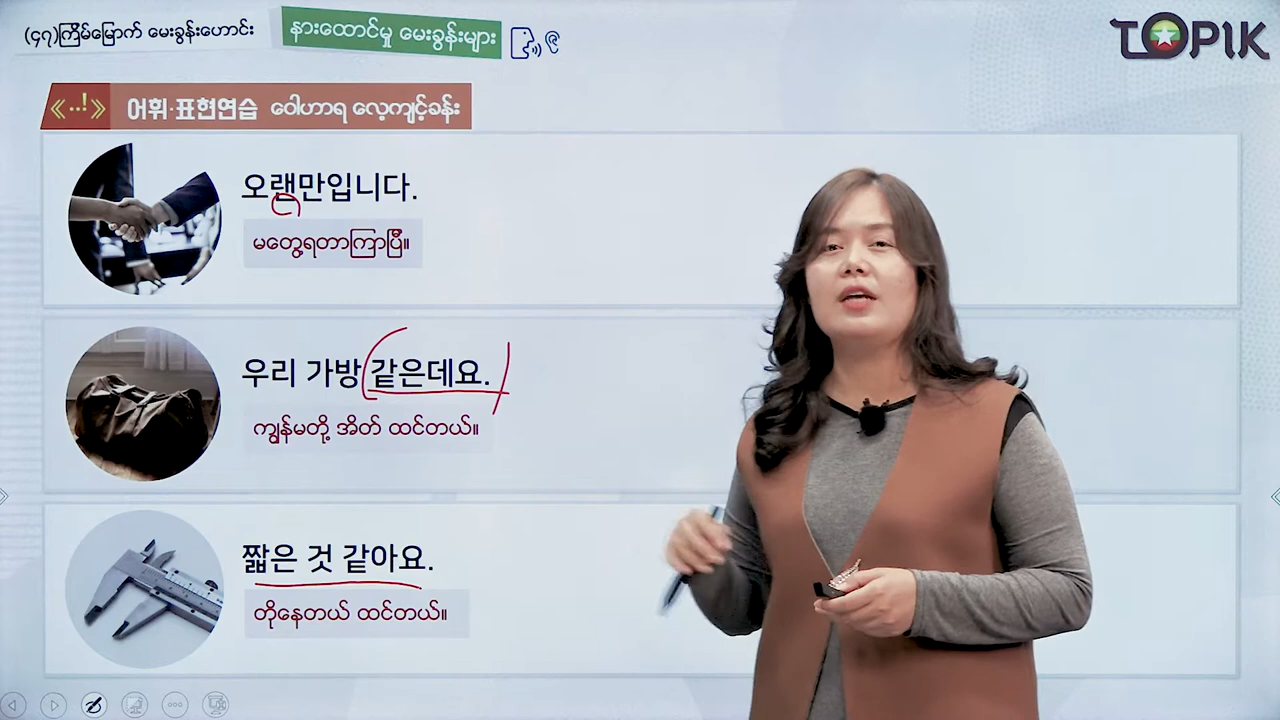 (၄၇)ကြိမ်မြောက် မေးခွန်းဟောင်း
နားထောင်မှု မေးခွန်းများ
TOPIK
어휘·표현연습 ဝေါဟာရ လေ့ကျင့်ခန်း
오랜만입니다.
မတွေ့ရတာကြာပြီ။
우리 가방 같은데요.
ကျွန်မတို့ အိတ် ထင်တယ်။
짧은 것 같아요.
တိုနေတယ် ထင်တယ်။